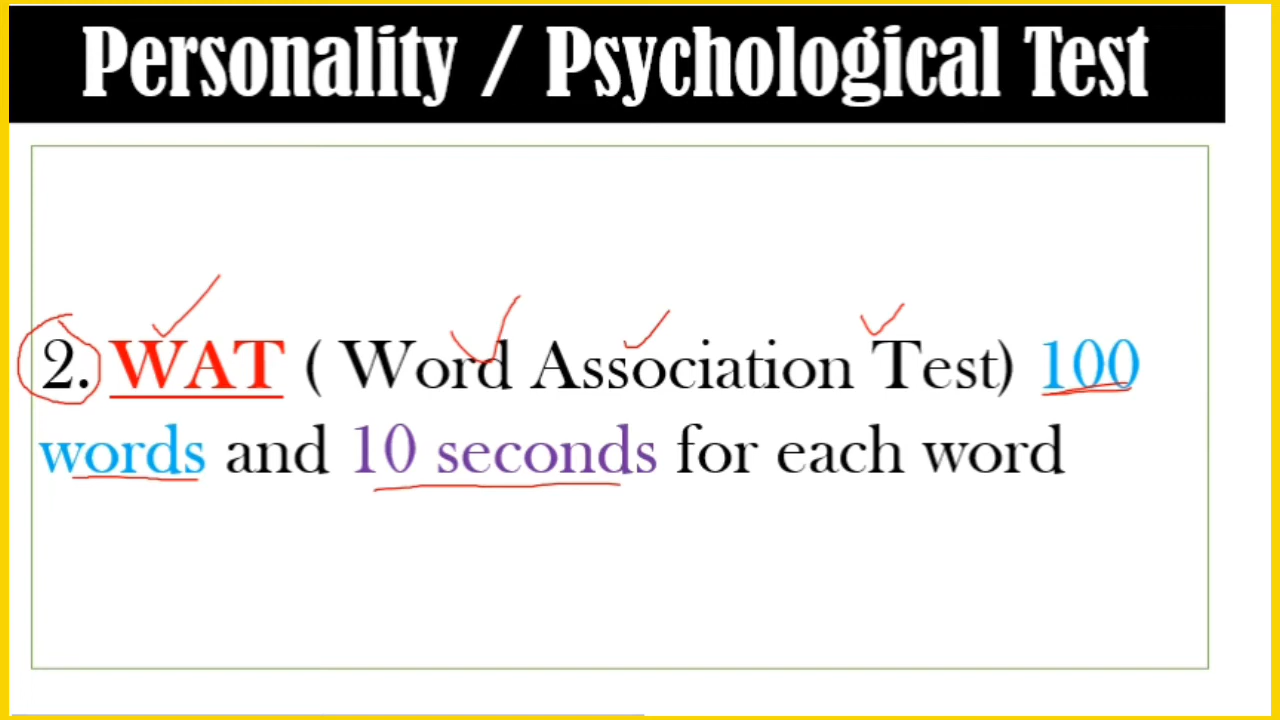 Personality / Psychological Test
2. WAT ( Word Association Test) 100
words and 10 seconds for each word